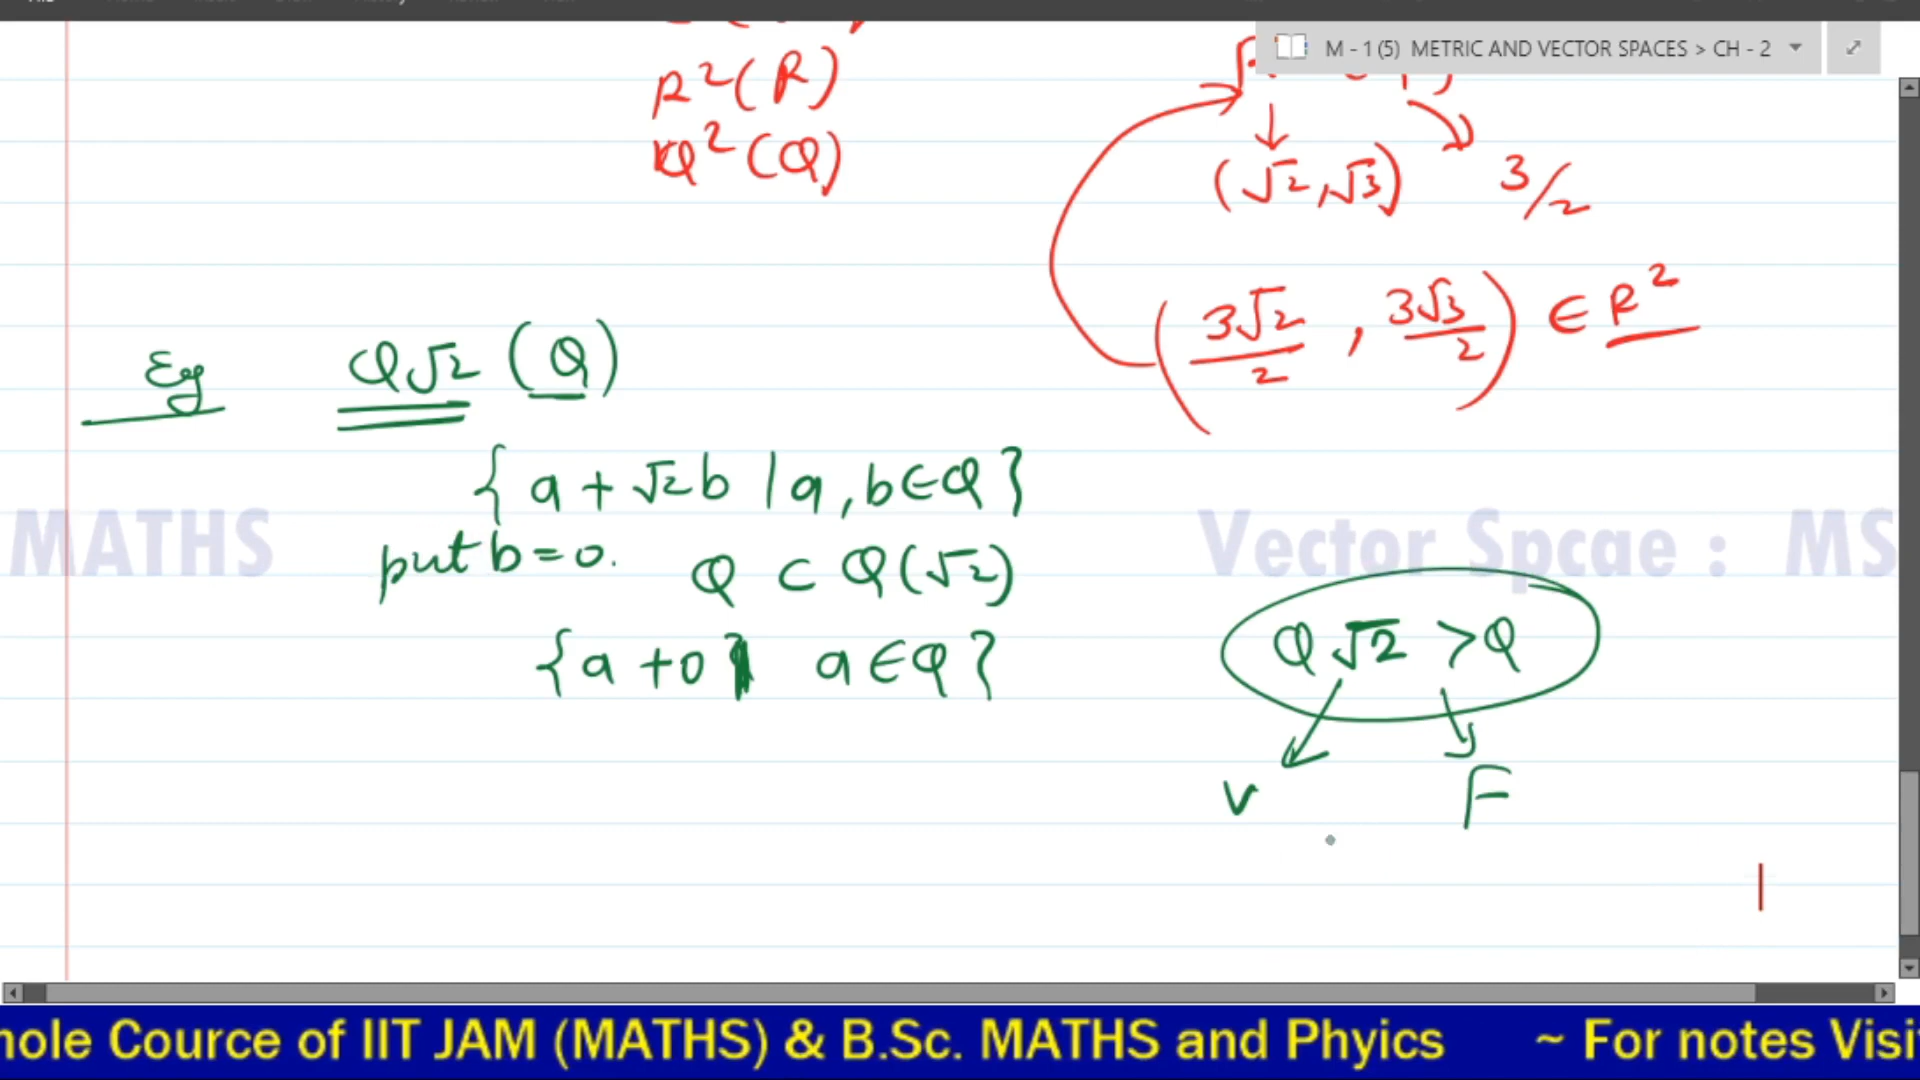 M - 1 (5) METRIC AND VECTOR SPACES > CH - 2
R²(R)
Q²(Q)
(√2, √3) 3/2
(3√2/2, 3√3/2) ∈ R²
Eg Q√2 (Q)
{a + √2b | a, b ∈ Q}
MATHS
Vector Spcae : MS
put b = 0. Q ⊂ Q(√2)
Q√2 > Q
{a + 0 a ∈ Q}
V F
hole Cource of IIT JAM (MATHS) & B.Sc. MATHS and Phyics ~ For notes Visi